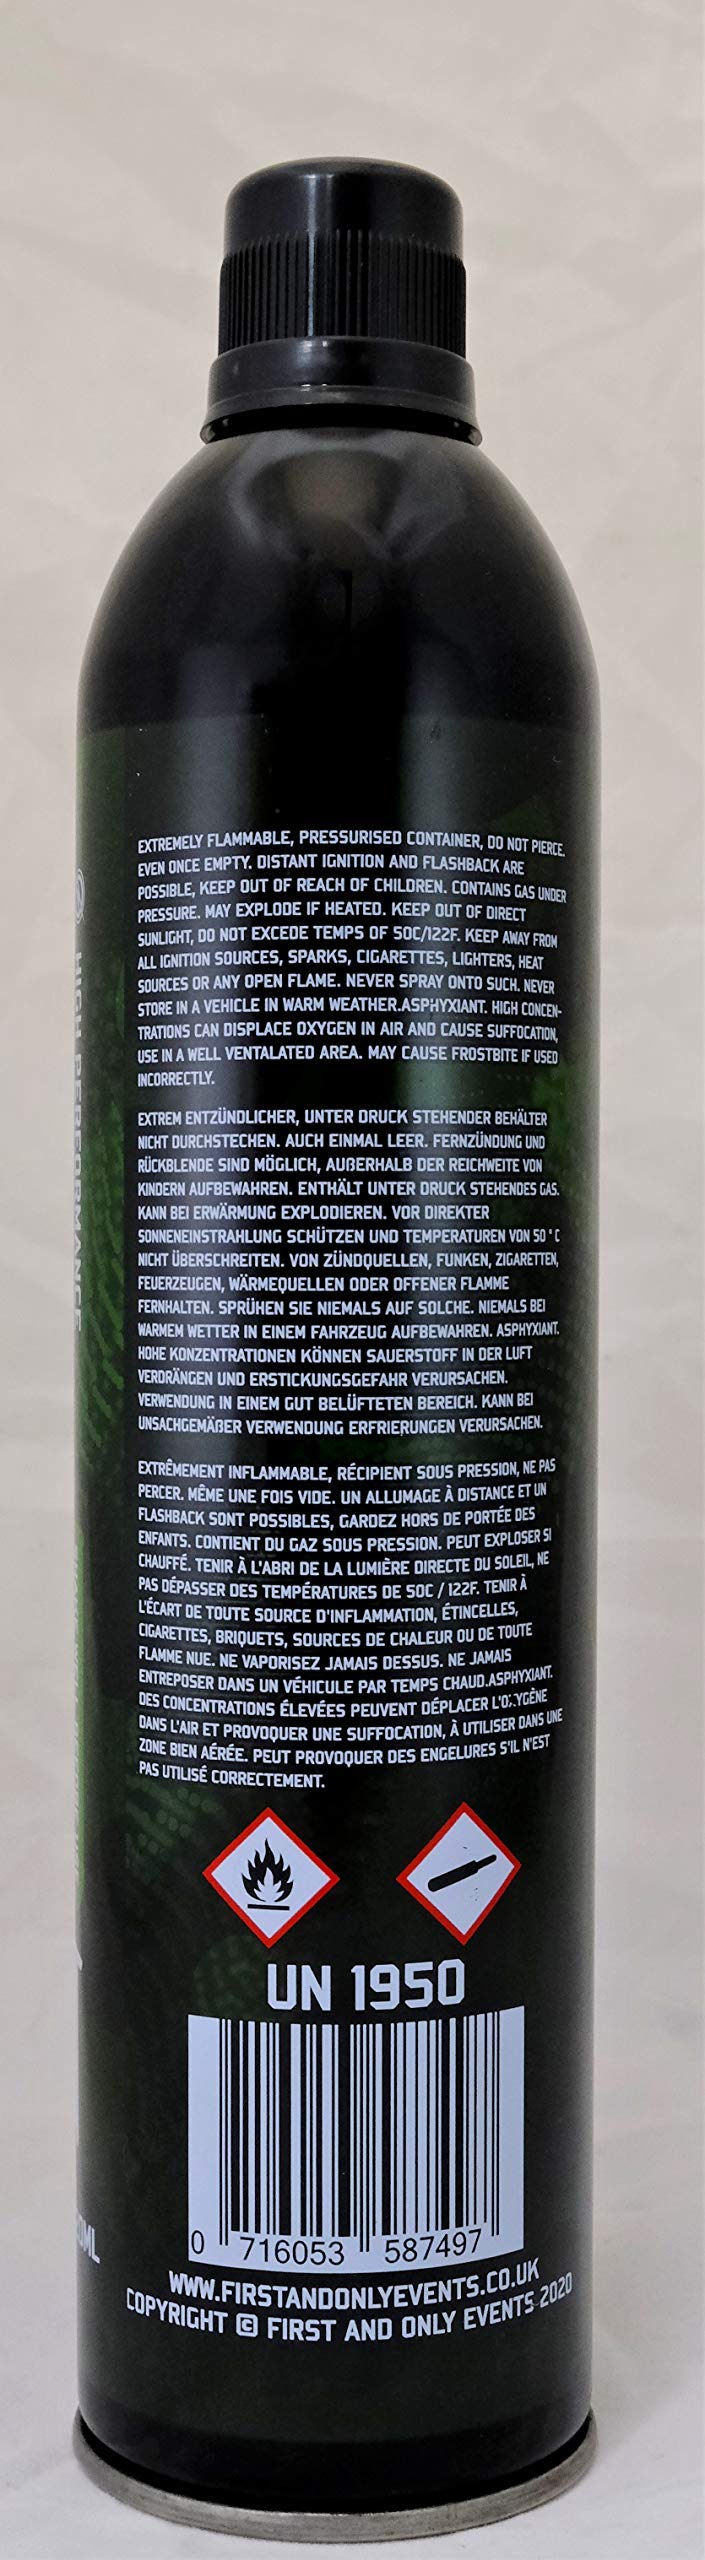 EXTREMELY FLAMMABLE, PRESSURISED CONTAINER, DO NOT PIERCE.
EVEN ONCE EMPTY. DISTANT IGNITION AND FLASHBACK ARE
POSSIBLE, KEEP OUT OF REACH OF CHILDREN. CONTAINS GAS UNDER
PRESSURE. MAY EXPLODE IF HEATED. KEEP OUT OF DIRECT
SUNLIGHT, DO NOT EXCEDE TEMPS OF 50C/122F. KEEP AWAY FROM
ALL IGNITION SOURCES, SPARKS, CIGARETTES, LIGHTERS, HEAT
SOURCES OR ANY OPEN FLAME. NEVER SPRAY ONTO SUCH. NEVER
STORE IN A VEHICLE IN WARM WEATHER.ASPHYXIANT. HIGH CONCEN-
TRATIONS CAN DISPLACE OXYGEN IN AIR AND CAUSE SUFFOCATION,
USE IN A WELL VENTALATED AREA. MAY CAUSE FROSTBITE IF USED
INCORRECTLY.
EXTREM ENTZÜNDLICHER, UNTER DRUCK STEHENDER BEHÄLTER
NICHT DURCHSTECHEN. AUCH EINMAL LEER. FERNZÜNDUNG UND
RÜCKBLENDE SIND MÖGLICH, AUßERHALB DER REICHWEITE VON
KINDERN AUFBEWAHREN. ENTHÄLT UNTER DRUCK STEHENDES GAS.
KANN BEI ERWÄRMUNG EXPLODIEREN. VOR DIREKTER
SONNENEINSTRAHLUNG SCHÜTZEN UND TEMPERATUREN VON 50 ° C
NICHT ÜBERSCHREITEN. VON ZÜNDQUELLEN, FUNKEN, ZIGARETTEN,
FEUERZEUGEN, WÄRMEQUELLEN ODER OFFENER FLAMME
FERNHALTEN. SPRÜHEN SIE NIEMALS AUF SOLCHE. NIEMALS BEI
WARMEM WETTER IN EINEM FAHRZEUG AUFBEWAHREN. ASPHYXIANT.
HOHE KONZENTRATIONEN KÖNNEN SAUERSTOFF IN DER LUFT
VERDRÄNGEN UND ERSTICKUNGSGEFAHR VERURSACHEN.
VERWENDUNG IN EINEM GUT BELÜFTETEN BEREICH. KANN BEI
UNSACHGEMÄßER VERWENDUNG ERFRIERUNGEN VERURSACHEN.
EXTRÊMEMENT INFLAMMABLE, RÉCIPIENT SOUS PRESSION, NE PAS
PERCER. MÊME UNE FOIS VIDE. UN ALLUMAGE À DISTANCE ET UN
FLASHBACK SONT POSSIBLES, GARDEZ HORS DE PORTÉE DES
ENFANTS. CONTIENT DU GAZ SOUS PRESSION. PEUT EXPLOSER SI
CHAUFFÉ. TENIR À L'ABRI DE LA LUMIÈRE DIRECTE DU SOLEIL, NE
PAS DÉPASSER DES TEMPÉRATURES DE 50C / 122F. TENIR À
L'ÉCART DE TOUTE SOURCE D'INFLAMMATION, ÉTINCELLES,
CIGARETTES, BRIQUETS, SOURCES DE CHALEUR OU DE TOUTE
FLAMME NUE. NE VAPORISEZ JAMAIS DESSUS. NE JAMAIS
ENTREPOSER DANS UN VÉHICULE PAR TEMPS CHAUD.ASPHYXIANT.
DES CONCENTRATIONS ÉLEVÉES PEUVENT DÉPLACER L'OXYGÈNE
DANS L'AIR ET PROVOQUER UNE SUFFOCATION, À UTILISER DANS UNE
ZONE BIEN AÉRÉE. PEUT PROVOQUER DES ENGELURES S'IL N'EST
PAS UTILISÉ CORRECTEMENT.
UN 1950
0 716053 587497
WWW.FIRSTANDONLYEVENTS.CO.UK
COPYRIGHT © FIRST AND ONLY EVENTS 2020
HIGH PERFORMANCE